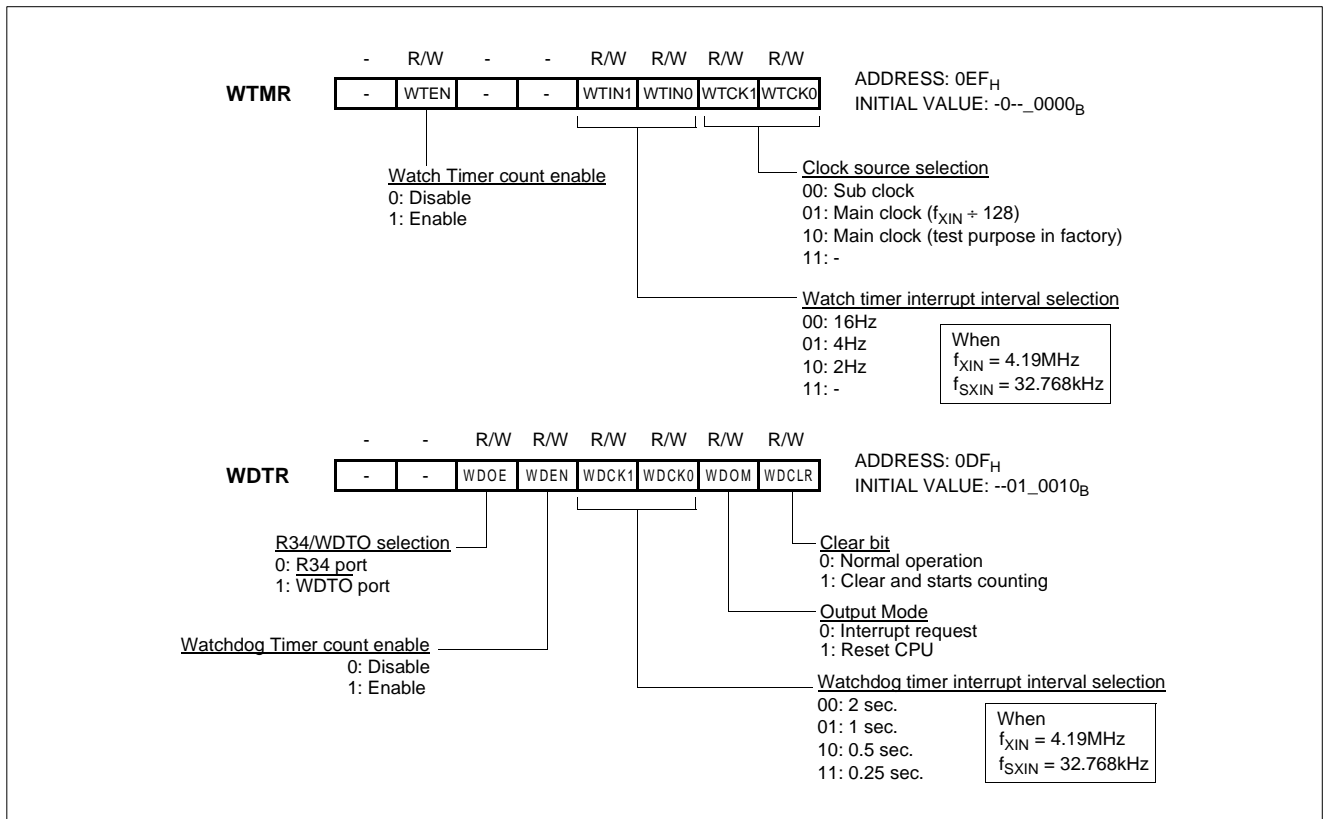 - R/W - - R/W R/W R/W R/W
WTMR - WTEN - - WTIN1 WTIN0 WTCK1 WTCK0
ADDRESS: 0EFH
INITIAL VALUE: -0--_0000B
Watch Timer count enable
0: Disable
1: Enable
Clock source selection
00: Sub clock
01: Main clock (fXIN ÷ 128)
10: Main clock (test purpose in factory)
11: -
Watch timer interrupt interval selection
00: 16Hz
01: 4Hz
10: 2Hz
11: -
When
fXIN = 4.19MHz
fSXIN = 32.768kHz
- - R/W R/W R/W R/W R/W R/W
WDTR - - WDOE WDEN WDCK1 WDCK0 WDOM WDCLR
ADDRESS: 0DFH
INITIAL VALUE: --01_0010B
R34/WDTO selection
0: R34 port
1: WDTO port
Clear bit
0: Normal operation
1: Clear and starts counting
Output Mode
0: Interrupt request
1: Reset CPU
Watchdog Timer count enable
0: Disable
1: Enable
Watchdog timer interrupt interval selection
00: 2 sec.
01: 1 sec.
10: 0.5 sec.
11: 0.25 sec.
When
fXIN = 4.19MHz
fSXIN = 32.768kHz